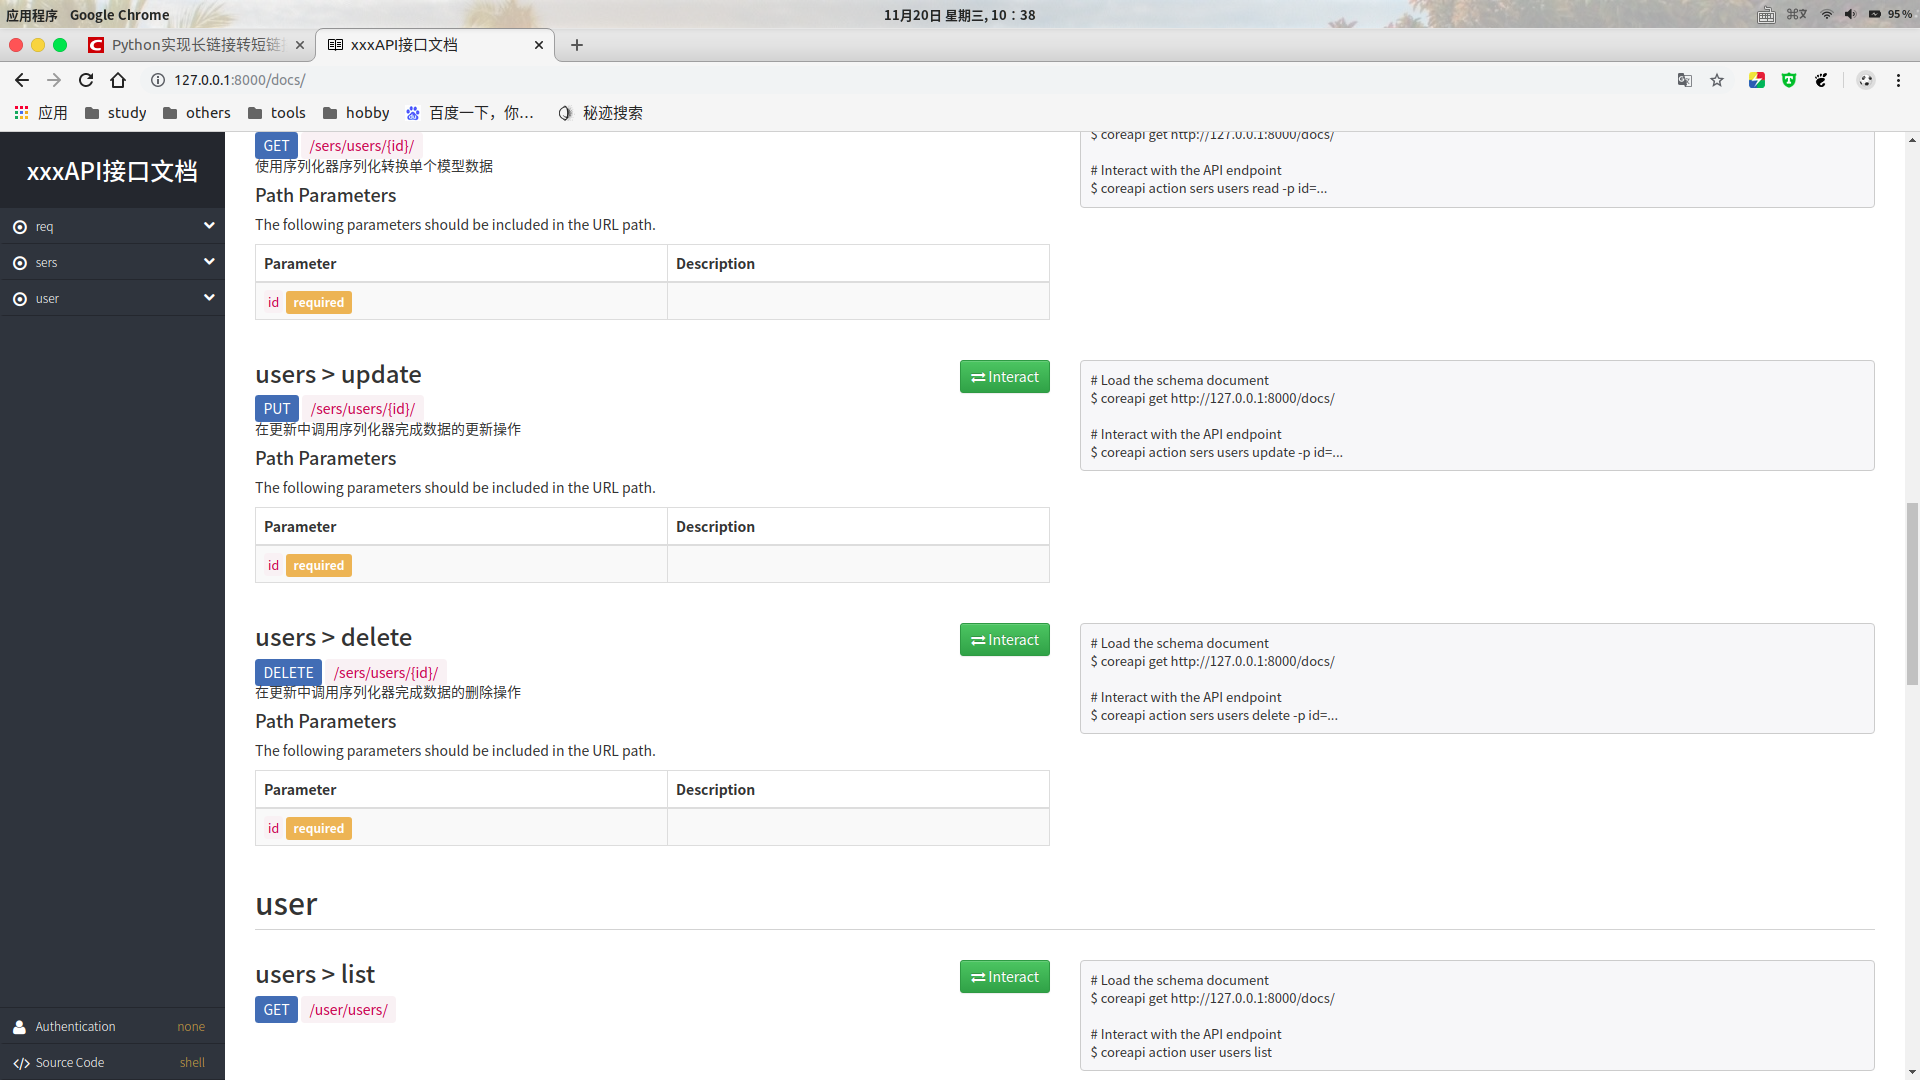 应用程序 Google Chrome
11月20日 星期三, 10：38
95%
Python实现长链接转短链
xxxAPI接口文档
127.0.0.1:8000/docs/
应用
study
others
tools
hobby
百度一下，你...
秘迹搜索
xxxAPI接口文档
req
sers
user
Authentication none
Source Code shell
GET /sers/users/{id}/
使用序列化器序列化转换单个模型数据
Path Parameters
The following parameters should be included in the URL path.
Parameter Description
id required
$ coreapi get http://127.0.0.1:8000/docs/
# Interact with the API endpoint
$ coreapi action sers users read -p id=...
users > update
Interact
PUT /sers/users/{id}/
在更新中调用序列化器完成数据的更新操作
Path Parameters
The following parameters should be included in the URL path.
Parameter Description
id required
# Load the schema document
$ coreapi get http://127.0.0.1:8000/docs/
# Interact with the API endpoint
$ coreapi action sers users update -p id=...
users > delete
Interact
DELETE /sers/users/{id}/
在更新中调用序列化器完成数据的删除操作
Path Parameters
The following parameters should be included in the URL path.
Parameter Description
id required
# Load the schema document
$ coreapi get http://127.0.0.1:8000/docs/
# Interact with the API endpoint
$ coreapi action sers users delete -p id=...
user
users > list
Interact
GET /user/users/
# Load the schema document
$ coreapi get http://127.0.0.1:8000/docs/
# Interact with the API endpoint
$ coreapi action user users list